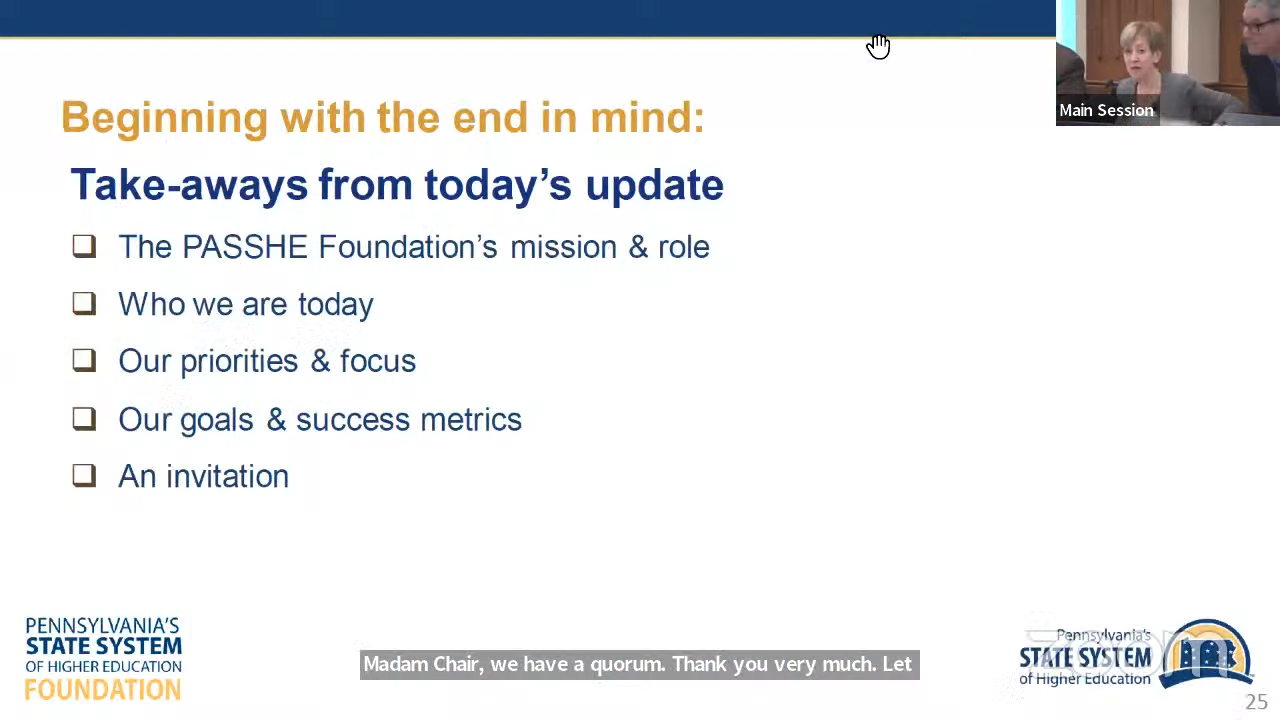 Main Session
Beginning with the end in mind:
Take-aways from today’s update
The PASSHE Foundation’s mission & role
Who we are today
Our priorities & focus
Our goals & success metrics
An invitation
PENNSYLVANIA'S
STATE SYSTEM
OF HIGHER EDUCATION
FOUNDATION
Madam Chair, we have a quorum. Thank you very much. Let
Pennsylvania's
STATE SYSTEM
of Higher Education
zoom
25